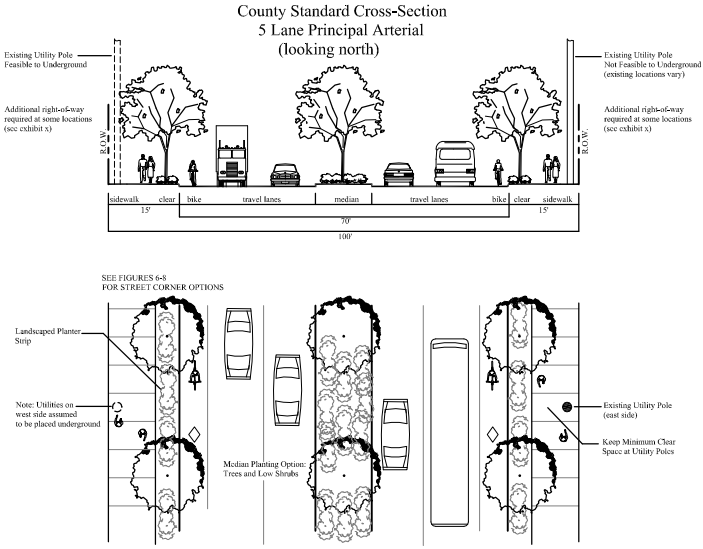 County Standard Cross-Section
5 Lane Principal Arterial
(looking north)
Existing Utility Pole
Feasible to Underground
Existing Utility Pole
Not Feasible to Underground
(existing locations vary)
Additional right-of-way
required at some locations
(see exhibit x)
Additional right-of-way
required at some locations
(see exhibit x)
R.O.W.
R.O.W.
sidewalk clear bike travel lanes median travel lanes bike clear sidewalk
15' 70' 15'
100'
SEE FIGURES 6-8
FOR STREET CORNER OPTIONS
Landscaped Planter
Strip
Note: Utilities on
west side assumed
to be placed underground
Existing Utility Pole
(east side)
Keep Minimum Clear
Space at Utility Poles
Median Planting Option:
Trees and Low Shrubs